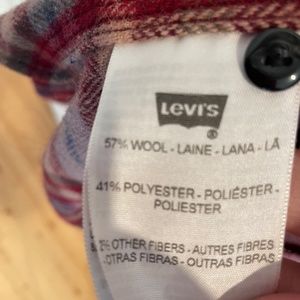 Levi's
®
57% WOOL - LAINE - LANA - LÃ
41% POLYESTER - POLIÉSTER -
POLIESTER
2% OTHER FIBERS - AUTRES FIBRES
OTRAS FIBRAS - OUTRAS FIBRAS